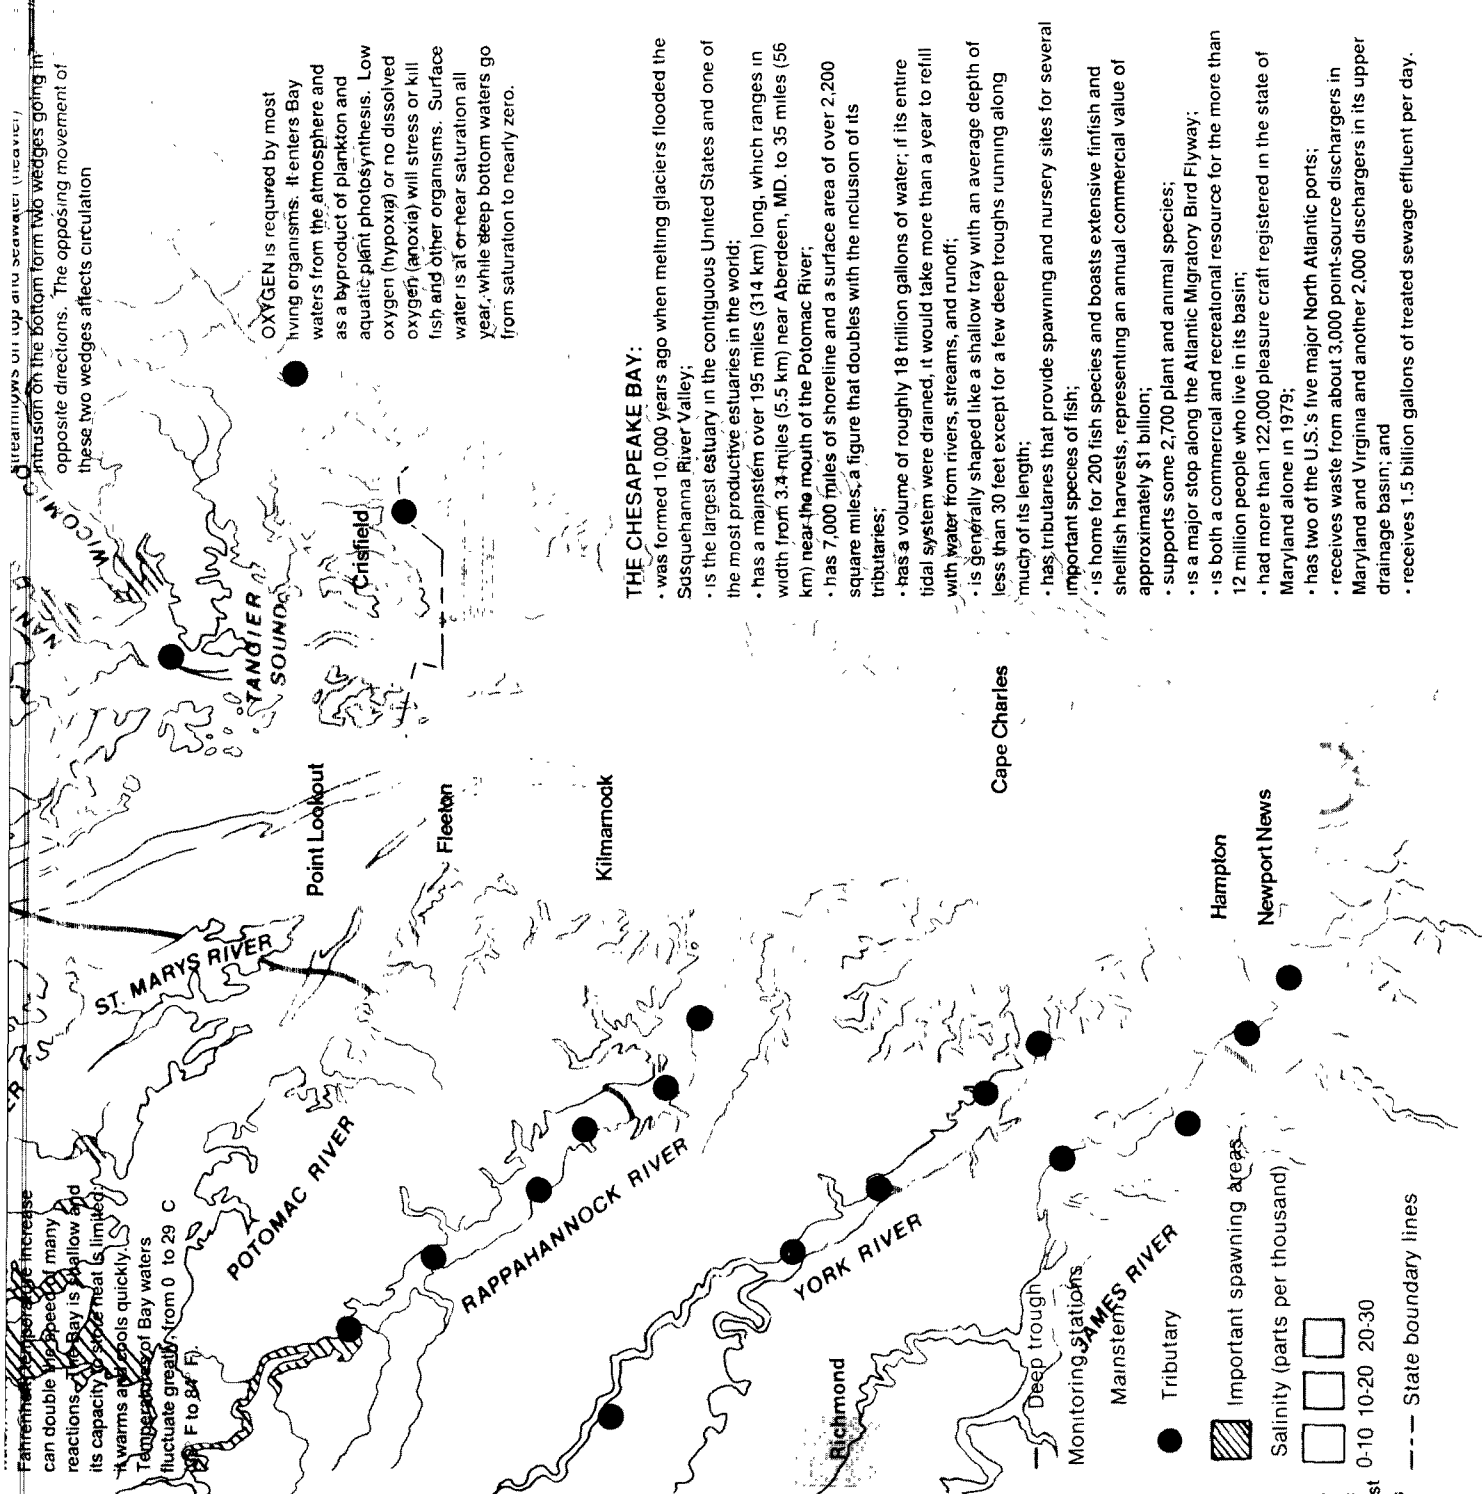 Streamflows on top and seawater (heavier)
intrusion on the bottom form two wedges going in
opposite directions. The opposing movement of
these two wedges affects circulation
OXYGEN is required by most
living organisms. It enters Bay
waters from the atmosphere and
as a byproduct of plankton and
aquatic plant photosynthesis. Low
oxygen (hypoxia) or no dissolved
oxygen (anoxia) will stress or kill
fish and other organisms. Surface
water is at or near saturation all
year, while deep bottom waters go
from saturation to nearly zero.
THE CHESAPEAKE BAY:
• was formed 10,000 years ago when melting glaciers flooded the
Susquehanna River Valley;
• is the largest estuary in the contiguous United States and one of
the most productive estuaries in the world;
• has a mainstem over 195 miles (314 km) long, which ranges in
width from 3.4 miles (5.5 km) near Aberdeen, MD. to 35 miles (56
km) near the mouth of the Potomac River;
• has 7,000 miles of shoreline and a surface area of over 2,200
square miles, a figure that doubles with the inclusion of its
tributaries;
• has a volume of roughly 18 trillion gallons of water; if its entire
tidal system were drained, it would take more than a year to refill
with water from rivers, streams, and runoff;
• is generally shaped like a shallow tray with an average depth of
less than 30 feet except for a few deep troughs running along
much of its length;
• has tributaries that provide spawning and nursery sites for several
important species of fish;
• is home for 200 fish species and boasts extensive finfish and
shellfish harvests, representing an annual commercial value of
approximately $1 billion;
• supports some 2,700 plant and animal species;
• is a major stop along the Atlantic Migratory Bird Flyway;
• is both a commercial and recreational resource for the more than
12 million people who live in its basin;
• had more than 122,000 pleasure craft registered in the state of
Maryland alone in 1979;
• has two of the U.S.'s live major North Atlantic ports;
• receives waste from about 3,000 point-source dischargers in
Maryland and Virginia and another 2,000 dischargers in its upper
drainage basin; and
• receives 1.5 billion gallons of treated sewage effluent per day.
WICOMICO
TANGIER
SOUND
Crisfield
Point Lookout
Fleeton
Kilmarnock
Cape Charles
Hampton
Newport News
ST. MARYS RIVER
POTOMAC RIVER
RAPPAHANNOCK RIVER
YORK RIVER
JAMES RIVER
Richmond
Fahrenheit temperature increase
can double the speed of many
reactions. The Bay is shallow and
its capacity to store heat is limited;
it warms and cools quickly.
Temperatures of Bay waters
fluctuate greatly, from 0 to 29 C
F to 84 F).
Deep trough
Monitoring stations
Mainstem
Tributary
Important spawning areas
Salinity (parts per thousand)
0-10 10-20 20-30
State boundary lines